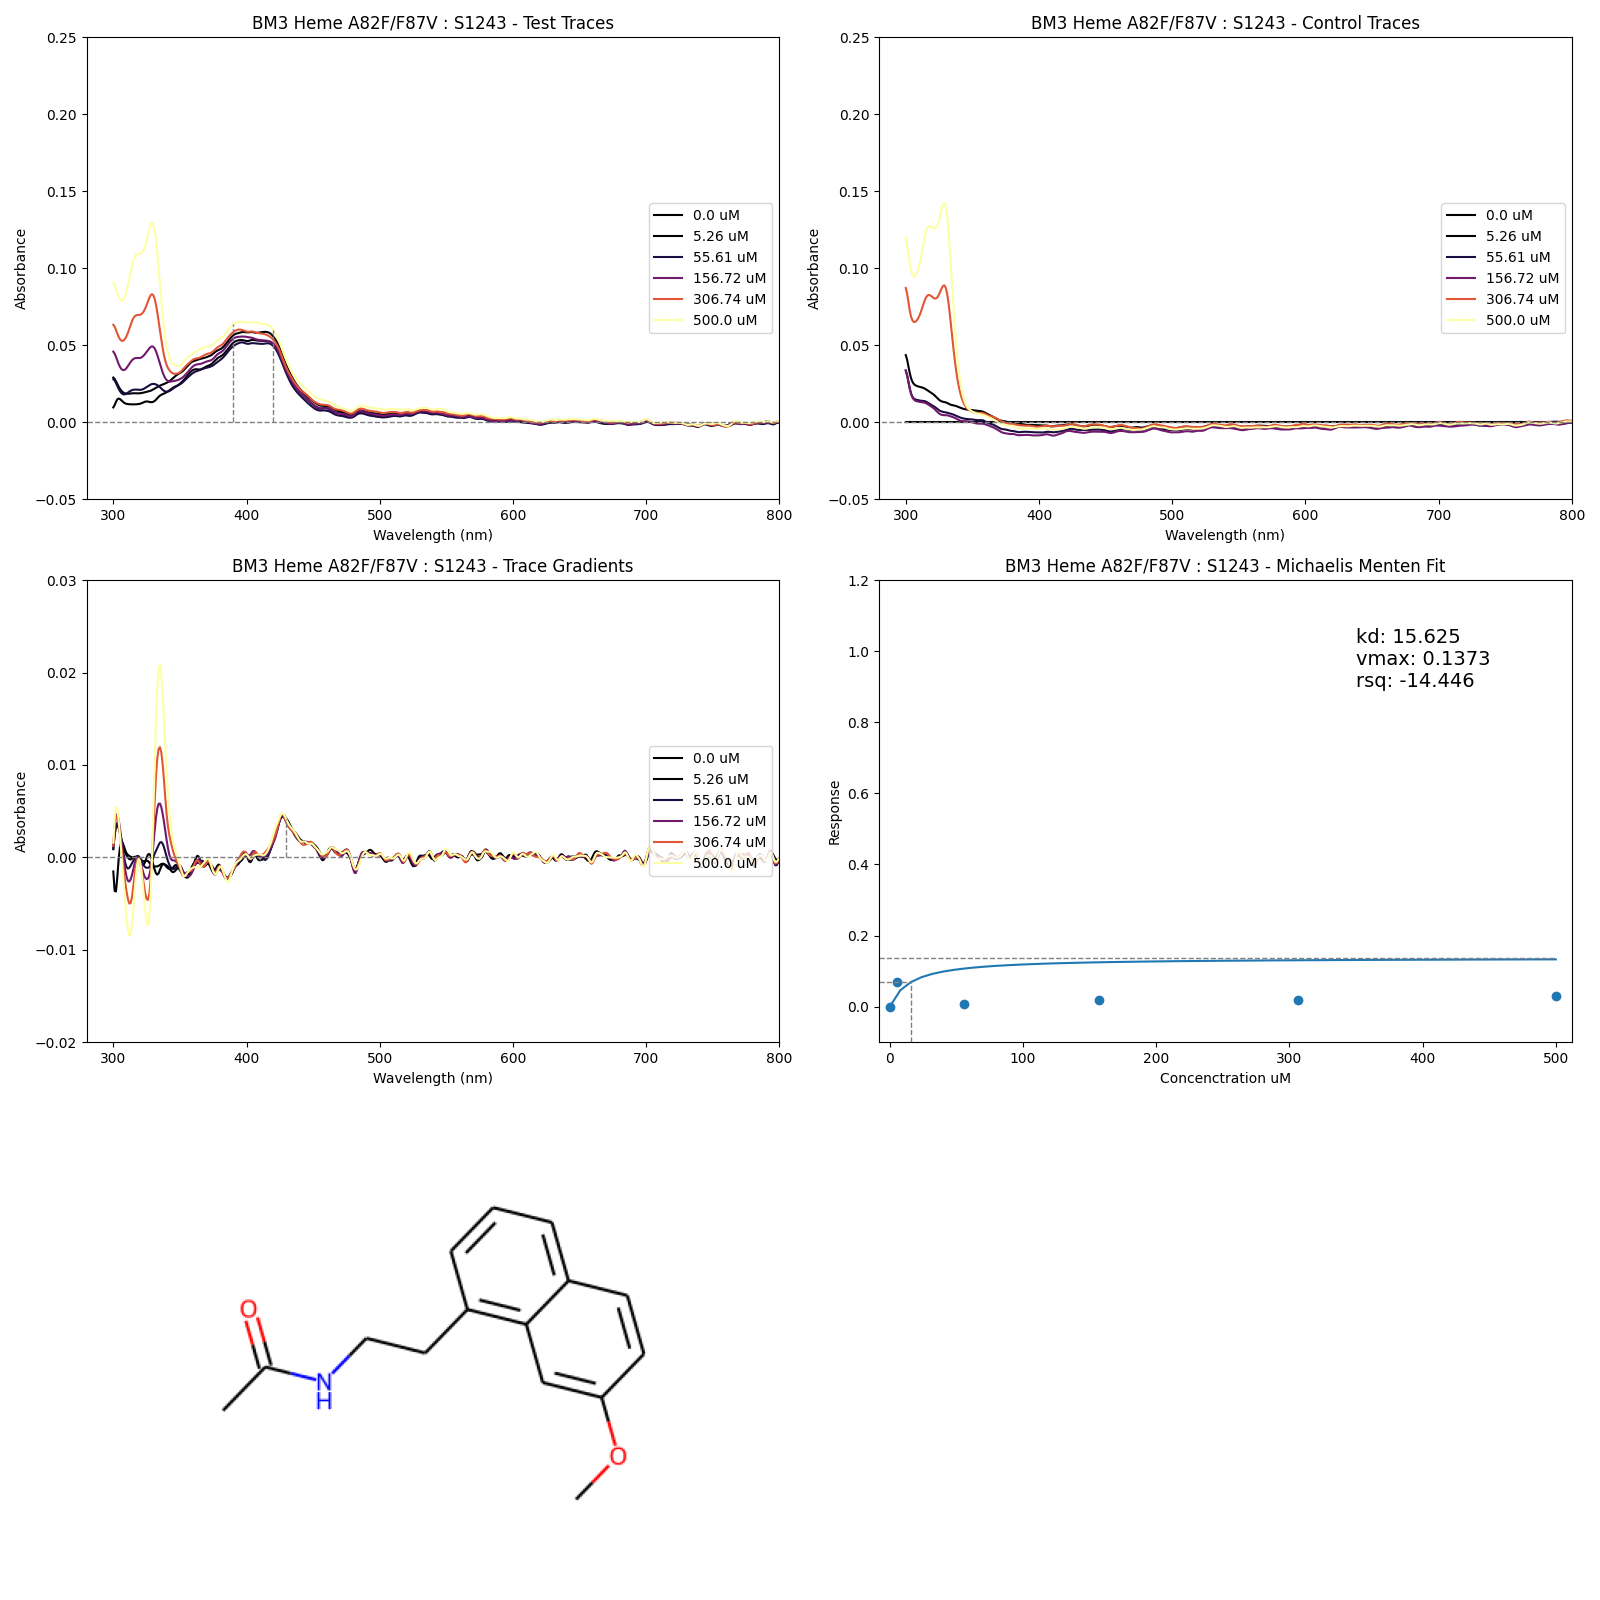 BM3 Heme A82F/F87V : S1243 - Test Traces
0.25
0.20
0.15
0.10
0.05
0.00
−0.05
Absorbance
0.0 uM
5.26 uM
55.61 uM
156.72 uM
306.74 uM
500.0 uM
300 400 500 600 700 800
Wavelength (nm)
BM3 Heme A82F/F87V : S1243 - Control Traces
0.25
0.20
0.15
0.10
0.05
0.00
−0.05
Absorbance
0.0 uM
5.26 uM
55.61 uM
156.72 uM
306.74 uM
500.0 uM
300 400 500 600 700 800
Wavelength (nm)
BM3 Heme A82F/F87V : S1243 - Trace Gradients
0.03
0.02
0.01
0.00
−0.01
−0.02
Absorbance
0.0 uM
5.26 uM
55.61 uM
156.72 uM
306.74 uM
500.0 uM
300 400 500 600 700 800
Wavelength (nm)
BM3 Heme A82F/F87V : S1243 - Michaelis Menten Fit
1.2
1.0
0.8
0.6
0.4
0.2
0.0
Response
kd: 15.625
vmax: 0.1373
rsq: -14.446
0 100 200 300 400 500
Concenctration uM
O
N
H
O